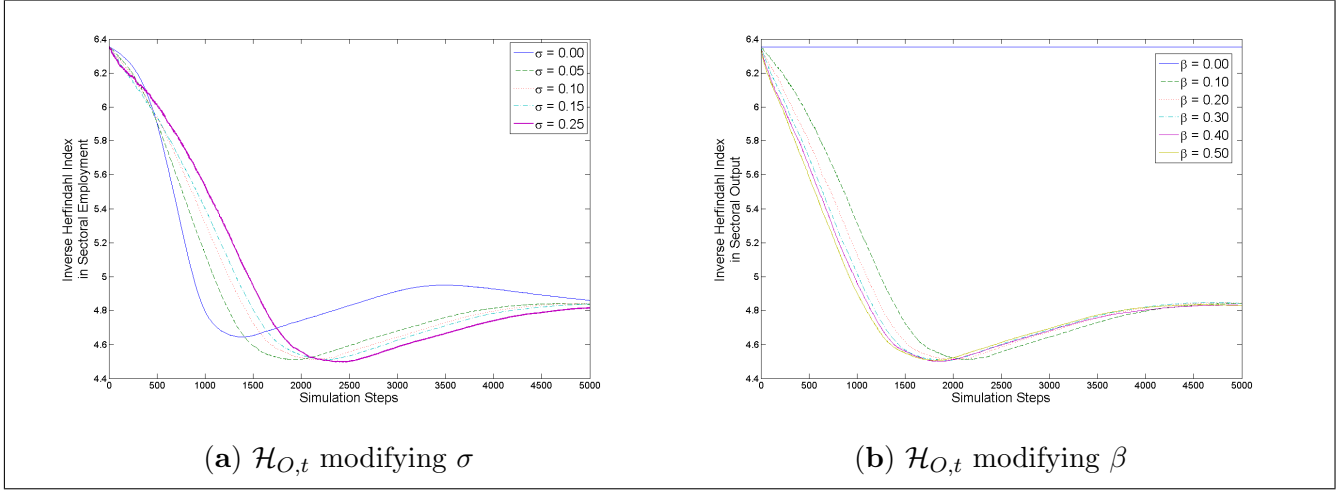 6.4
6.2
6
5.8
5.6
5.4
5.2
5
4.8
4.6
4.4
0 500 1000 1500 2000 2500 3000 3500 4000 4500 5000
Inverse Herfindahl Index
in Sectoral Employment
Simulation Steps
σ = 0.00
σ = 0.05
σ = 0.10
σ = 0.15
σ = 0.25
(a) ℋ_{O,t} modifying σ
6.4
6.2
6
5.8
5.6
5.4
5.2
5
4.8
4.6
4.4
0 500 1000 1500 2000 2500 3000 3500 4000 4500 5000
Inverse Herfindahl Index
in Sectoral Output
Simulation Steps
β = 0.00
β = 0.10
β = 0.20
β = 0.30
β = 0.40
β = 0.50
(b) ℋ_{O,t} modifying β